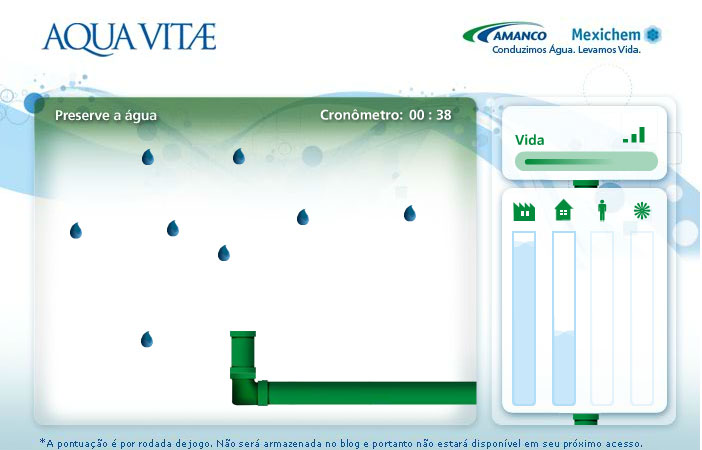 AQUA VITÆ
AMANCO Mexichem
Conduzimos Água. Levamos Vida.
Preserve a água Cronômetro: 00 : 38
Vida
*A pontuação é por rodada de jogo. Não será armazenada no blog e portanto não estará disponível em seu próximo acesso.